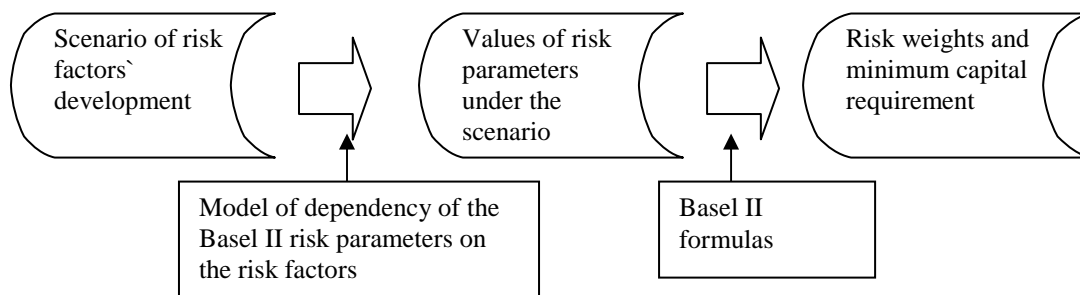 Scenario of risk
factors`
development
Values of risk
parameters
under the
scenario
Risk weights and
minimum capital
requirement
Model of dependency of the
Basel II risk parameters on
the risk factors
Basel II
formulas